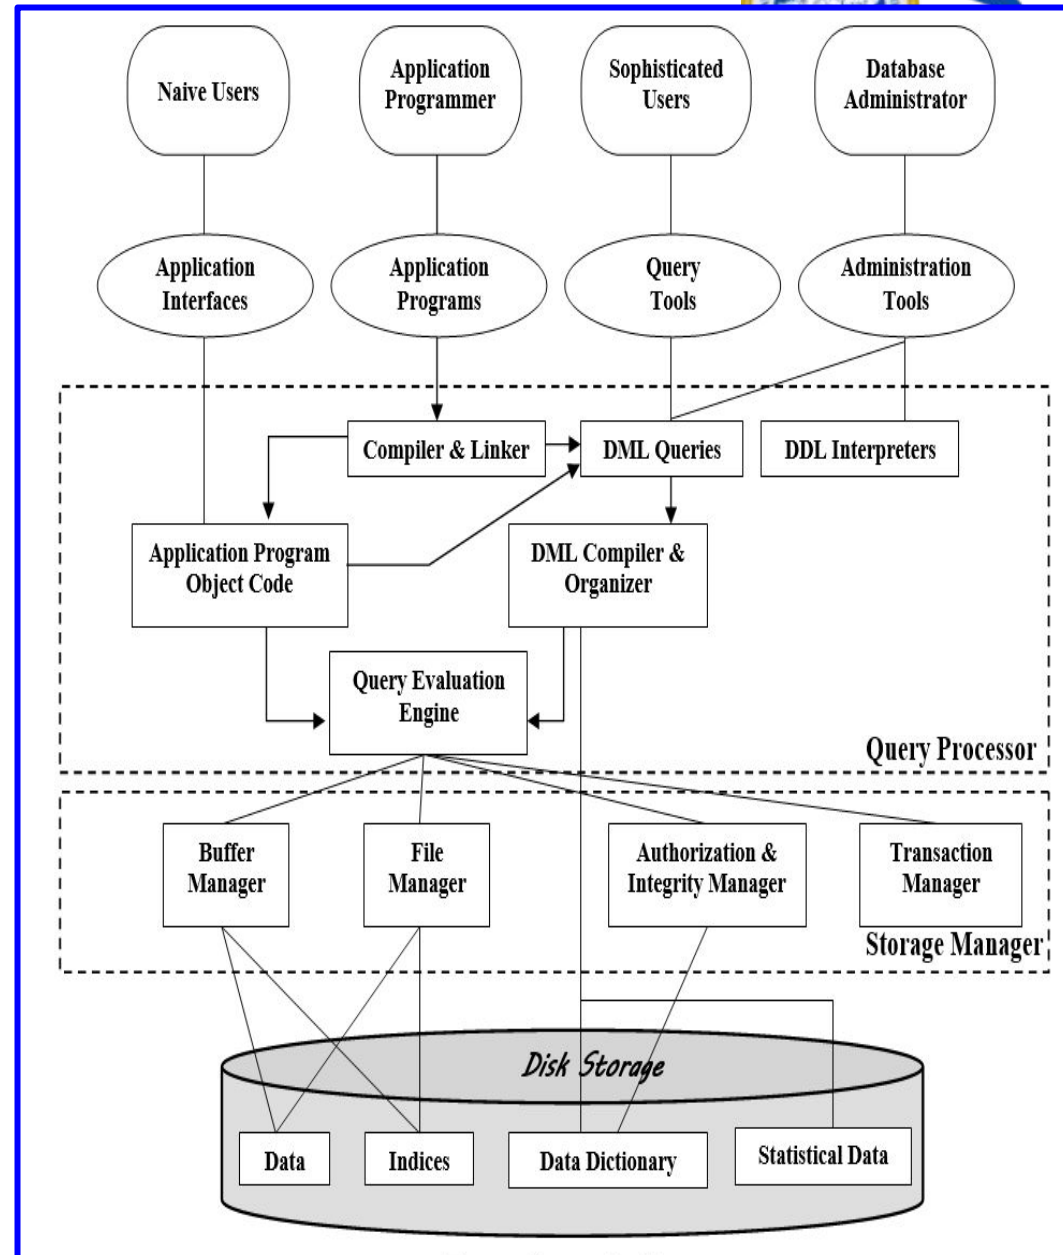 Naive Users
Application
Programmer
Sophisticated
Users
Database
Administrator
Application
Interfaces
Application
Programs
Query
Tools
Administration
Tools
Compiler & Linker
DML Queries
DDL Interpreters
Application Program
Object Code
DML Compiler &
Organizer
Query Evaluation
Engine
Query Processor
Buffer
Manager
File
Manager
Authorization &
Integrity Manager
Transaction
Manager
Storage Manager
Disk Storage
Data
Indices
Data Dictionary
Statistical Data